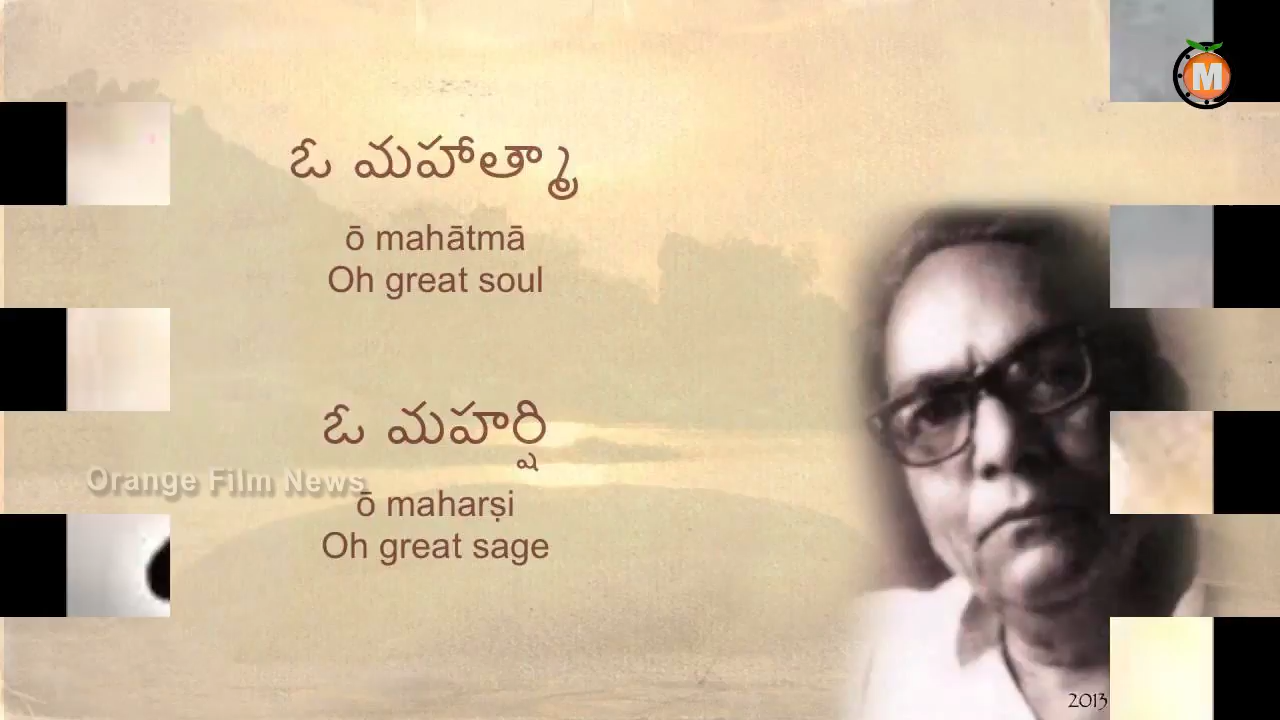 M
ఓ మహాత్మా
ō mahātmā
Oh great soul
ఓ మహర్షి
Orange Film News
ō maharṣi
Oh great sage
2013